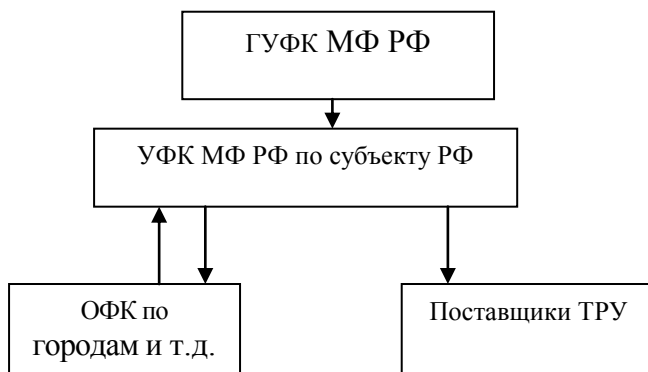 ГУФК МФ РФ
УФК МФ РФ по субъекту РФ
ОФК по
городам и т.д.
Поставщики ТРУ